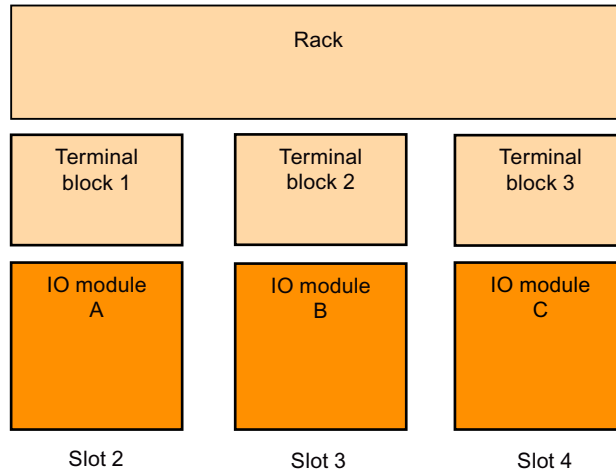 Rack
Terminal
block 1
Terminal
block 2
Terminal
block 3
IO module
A
IO module
B
IO module
C
Slot 2
Slot 3
Slot 4